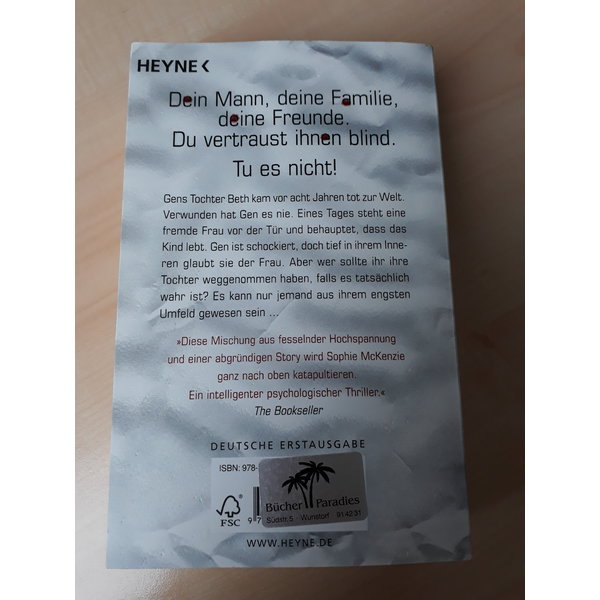 HEYNE<
Dein Mann, deine Familie,
deine Freunde.
Du vertraust ihnen blind.
Tu es nicht!
Gens Tochter Beth kam vor acht Jahren tot zur Welt.
Verwunden hat Gen es nie. Eines Tages steht eine
fremde Frau vor der Tür und behauptet, dass das
Kind lebt. Gen ist schockiert, doch tief in ihrem Inne-
ren glaubt sie der Frau. Aber wer sollte ihr ihre
Tochter weggenommen haben, falls es tatsächlich
wahr ist? Es kann nur jemand aus ihrem engsten
Umfeld gewesen sein ...
»Diese Mischung aus fesselnder Hochspannung
und einer abgründigen Story wird Sophie McKenzie
ganz nach oben katapultieren.
Ein intelligenter psychologischer Thriller.«
The Bookseller
DEUTSCHE ERSTAUSGABE
ISBN: 978-
Bücher Paradies
Südstr. 5 - Wunstorf 91 42 31
FSC
9 7
WWW.HEYNE.DE